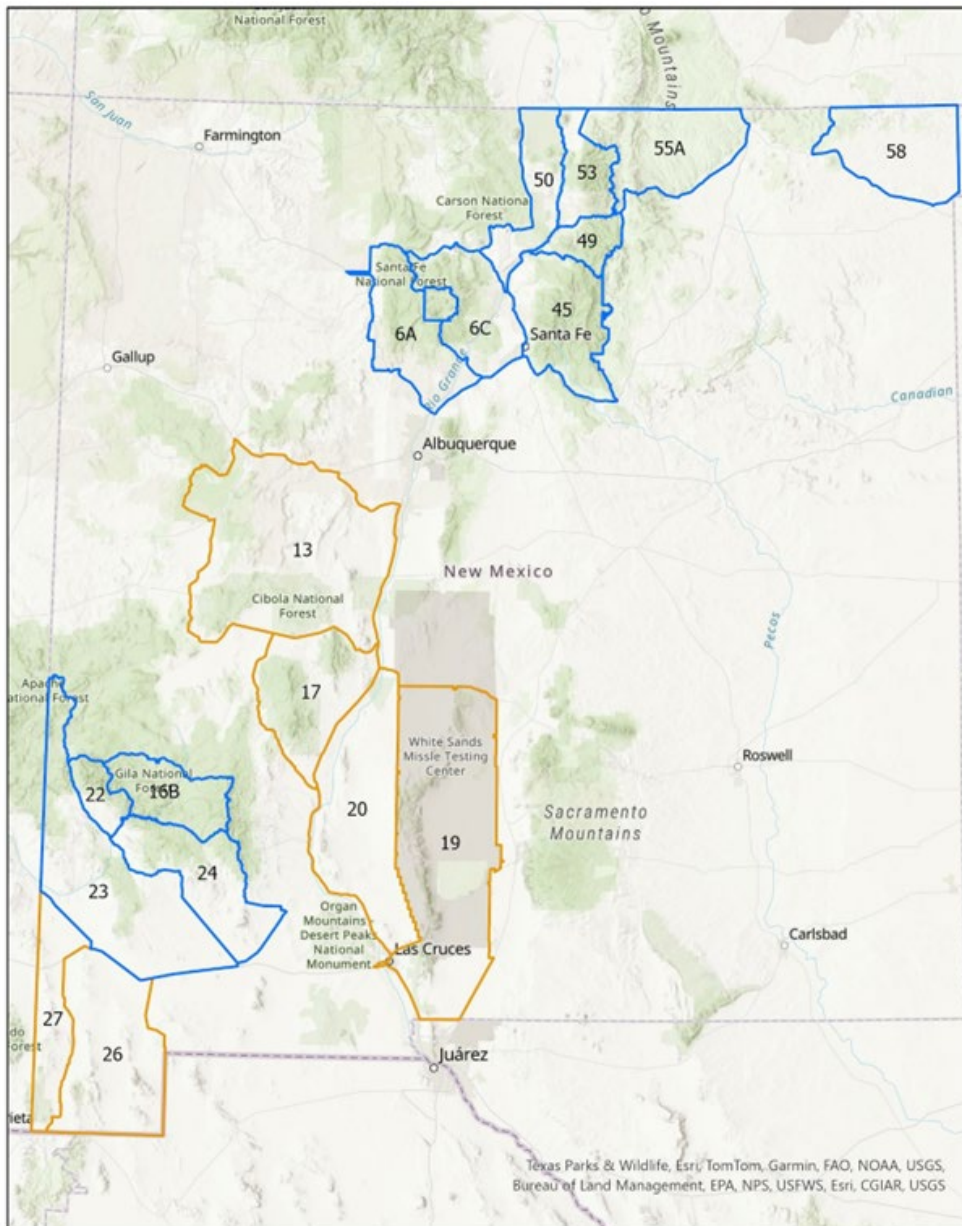 National Forest
o Mountains
San Juan
Farmington
55A
58
53
50
Carson National
Forest
49
Santa Fe
National Forest
45
6A
6C
Santa Fe
Gallup
Rio Grande
Canadian
Albuquerque
13
New Mexico
Cibola National
Forest
Pecos
Apache
National Forest
17
White Sands
Missle Testing
Center
Roswell
Gila National
Forest
16B
22
20
Sacramento
Mountains
19
24
23
Organ
Mountains -
Desert Peaks
National
Monument
Las Cruces
Carlsbad
27
do
orest
26
Juárez
rieta
Texas Parks & Wildlife, Esri, TomTom, Garmin, FAO, NOAA, USGS,
Bureau of Land Management, EPA, NPS, USFWS, Esri, CGIAR, USGS